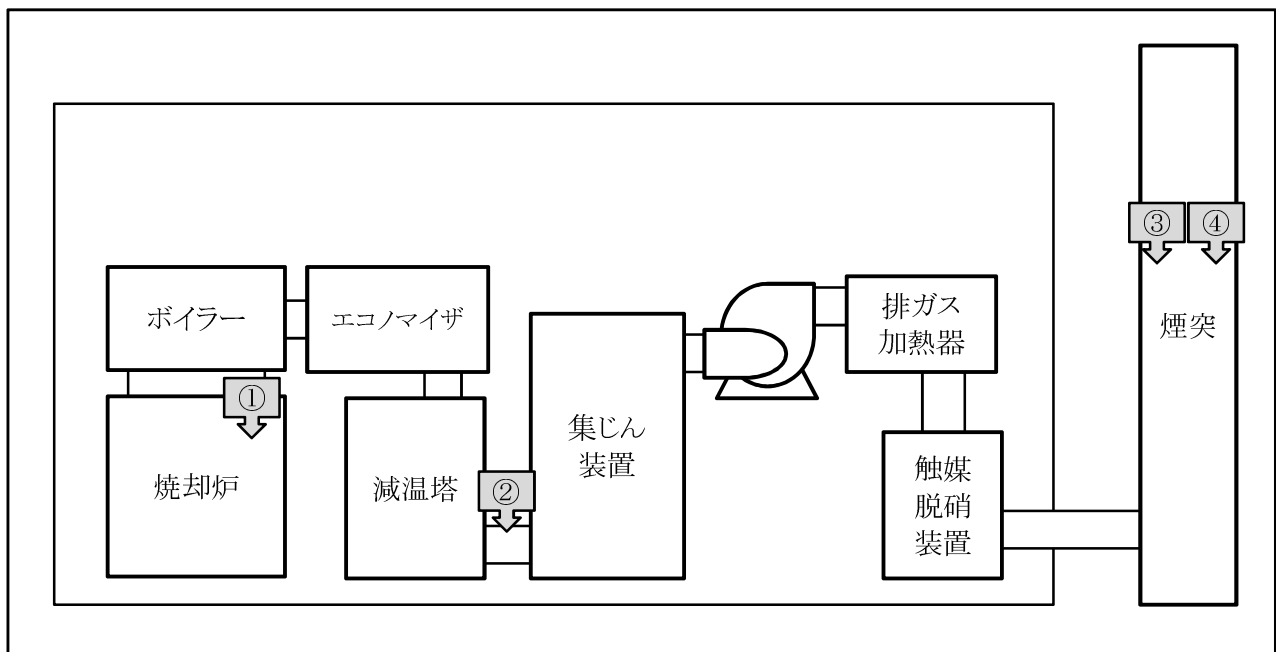 ③
④
ボイラー
エコノマイザ
排ガス
加熱器
煙突
①
焼却炉
減温塔
②
集じん
装置
触媒
脱硝
装置